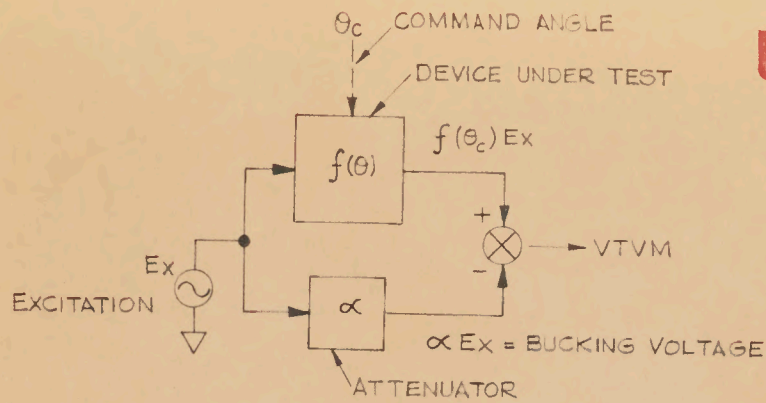 θc COMMAND ANGLE
DEVICE UNDER TEST
f(θ)
f(θc) Ex
+
-
VTVM
Ex
EXCITATION
∝
∝ Ex = BUCKING VOLTAGE
ATTENUATOR